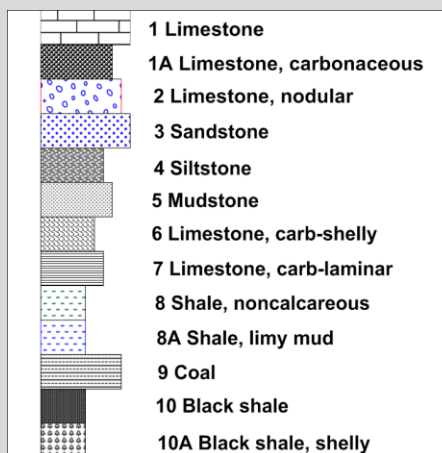 1 Limestone
1A Limestone, carbonaceous
2 Limestone, nodular
3 Sandstone
4 Siltstone
5 Mudstone
6 Limestone, carb-shelly
7 Limestone, carb-laminar
8 Shale, noncalcareous
8A Shale, limy mud
9 Coal
10 Black shale
10A Black shale, shelly